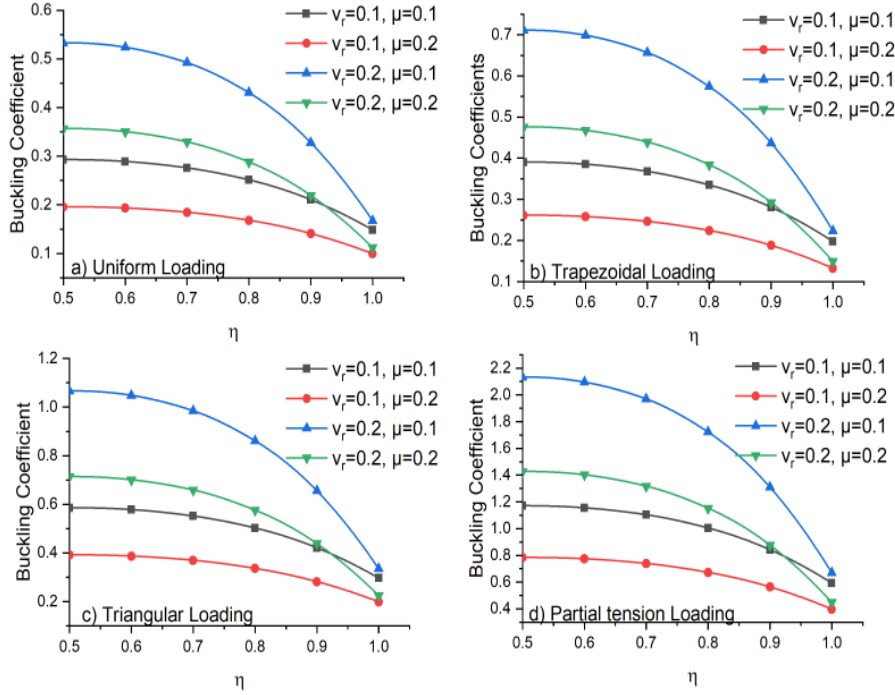 0.6
0.5
0.4
0.3
0.2
0.1
Buckling Coefficient
vr=0.1, μ=0.1
vr=0.1, μ=0.2
vr=0.2, μ=0.1
vr=0.2, μ=0.2
a) Uniform Loading
0.5 0.6 0.7 0.8 0.9 1.0
η
0.7
0.6
0.5
0.4
0.3
0.2
0.1
Buckling Coefficients
vr=0.1, μ=0.1
vr=0.1, μ=0.2
vr=0.2, μ=0.1
vr=0.2, μ=0.2
b) Trapezoidal Loading
0.5 0.6 0.7 0.8 0.9 1.0
η
1.2
1.0
0.8
0.6
0.4
0.2
Buckling Coefficient
vr=0.1, μ=0.1
vr=0.1, μ=0.2
vr=0.2, μ=0.1
vr=0.2, μ=0.2
c) Triangular Loading
0.5 0.6 0.7 0.8 0.9 1.0
η
2.2
2.0
1.8
1.6
1.4
1.2
1.0
0.8
0.6
0.4
Buckling Coefficient
vr=0.1, μ=0.1
vr=0.1, μ=0.2
vr=0.2, μ=0.1
vr=0.2, μ=0.2
d) Partial tension Loading
0.5 0.6 0.7 0.8 0.9 1.0
η